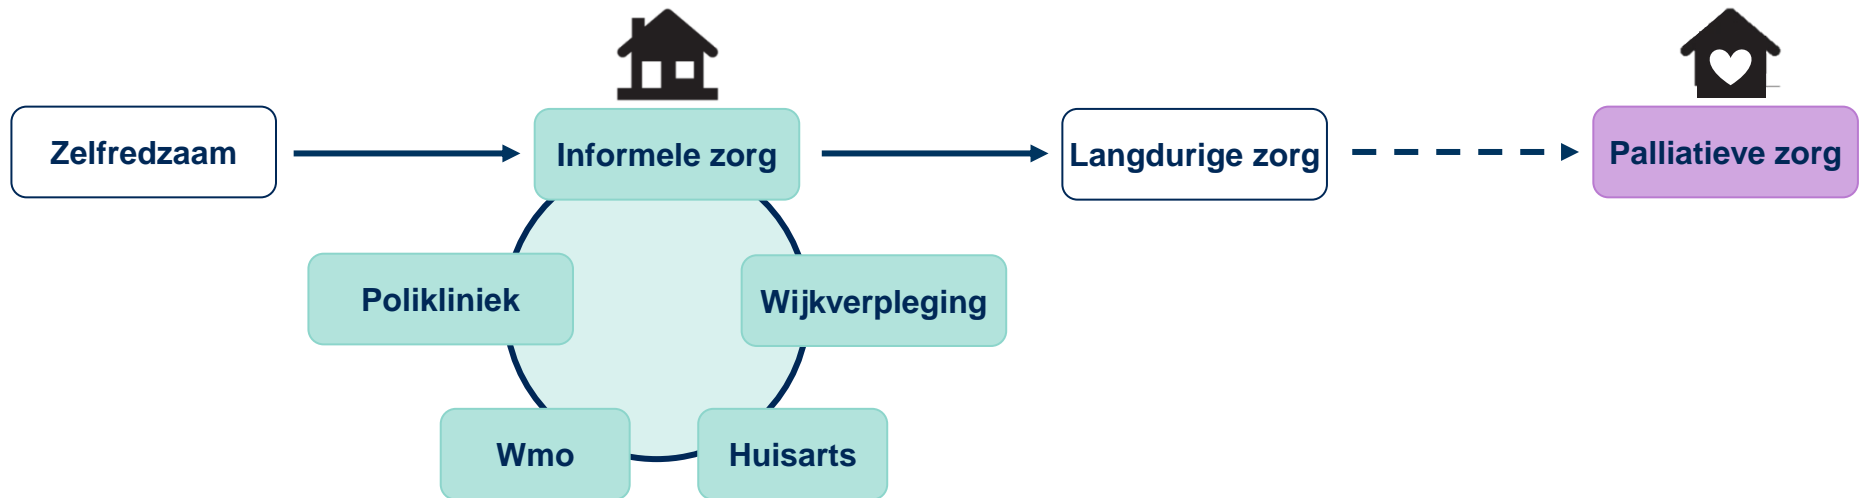 Zelfredzaam
Informele zorg
Langdurige zorg
Palliatieve zorg
Polikliniek
Wijkverpleging
Wmo
Huisarts